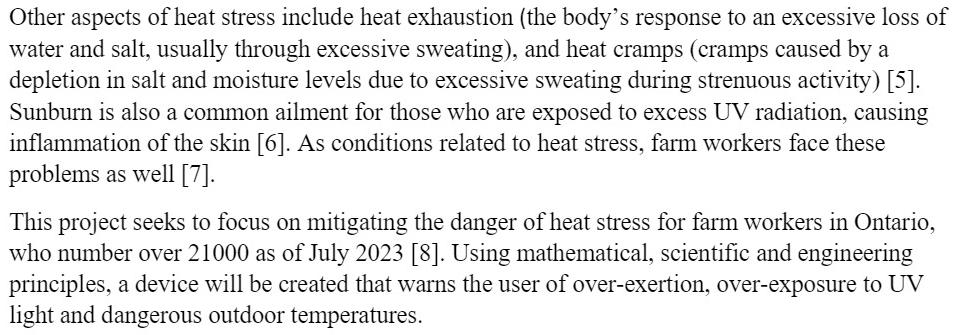 Other aspects of heat stress include heat exhaustion (the body’s response to an excessive loss of
water and salt, usually through excessive sweating), and heat cramps (cramps caused by a
depletion in salt and moisture levels due to excessive sweating during strenuous activity) [5].
Sunburn is also a common ailment for those who are exposed to excess UV radiation, causing
inflammation of the skin [6]. As conditions related to heat stress, farm workers face these
problems as well [7].
This project seeks to focus on mitigating the danger of heat stress for farm workers in Ontario,
who number over 21000 as of July 2023 [8]. Using mathematical, scientific and engineering
principles, a device will be created that warns the user of over-exertion, over-exposure to UV
light and dangerous outdoor temperatures.